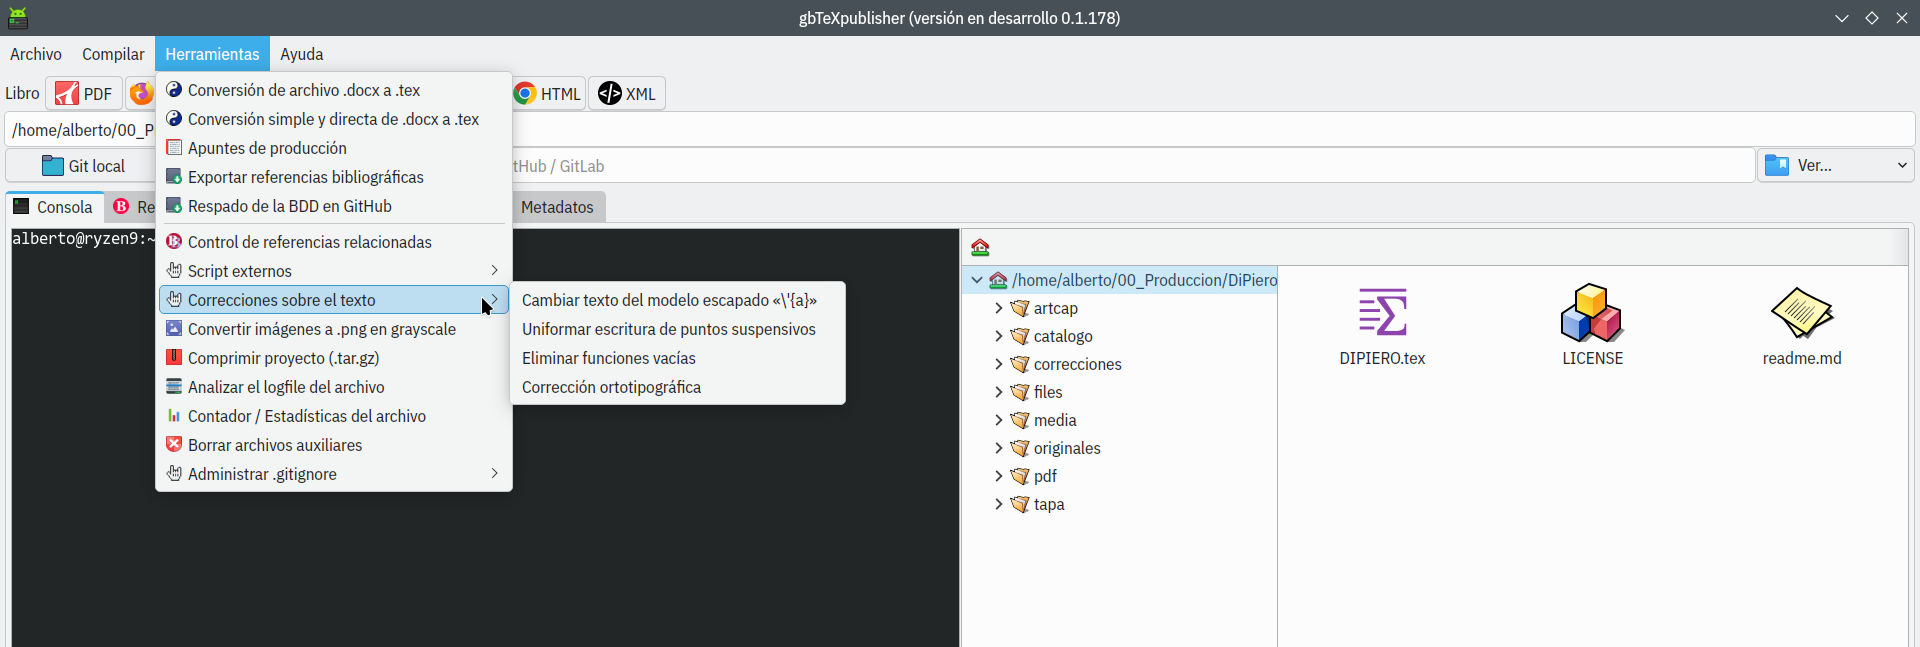 gbTeXpublisher (versión en desarrollo 0.1.178)
Archivo Compilar Herramientas Ayuda
Libro PDF HTML XML
/home/alberto/00_P
Git local tHub / GitLab Ver...
Consola Re Metadatos
alberto@ryzen9:~
Conversión de archivo .docx a .tex
Conversión simple y directa de .docx a .tex
Apuntes de producción
Exportar referencias bibliográficas
Respado de la BDD en GitHub
Control de referencias relacionadas
Script externos
Correcciones sobre el texto
Convertir imágenes a .png en grayscale
Comprimir proyecto (.tar.gz)
Analizar el logfile del archivo
Contador / Estadísticas del archivo
Borrar archivos auxiliares
Administrar .gitignore
Cambiar texto del modelo escapado «\'{a}»
Uniformar escritura de puntos suspensivos
Eliminar funciones vacías
Corrección ortotipográfica
/home/alberto/00_Produccion/DiPiero
artcap
catalogo
correcciones
files
media
originales
pdf
tapa
DIPIERO.tex LICENSE readme.md